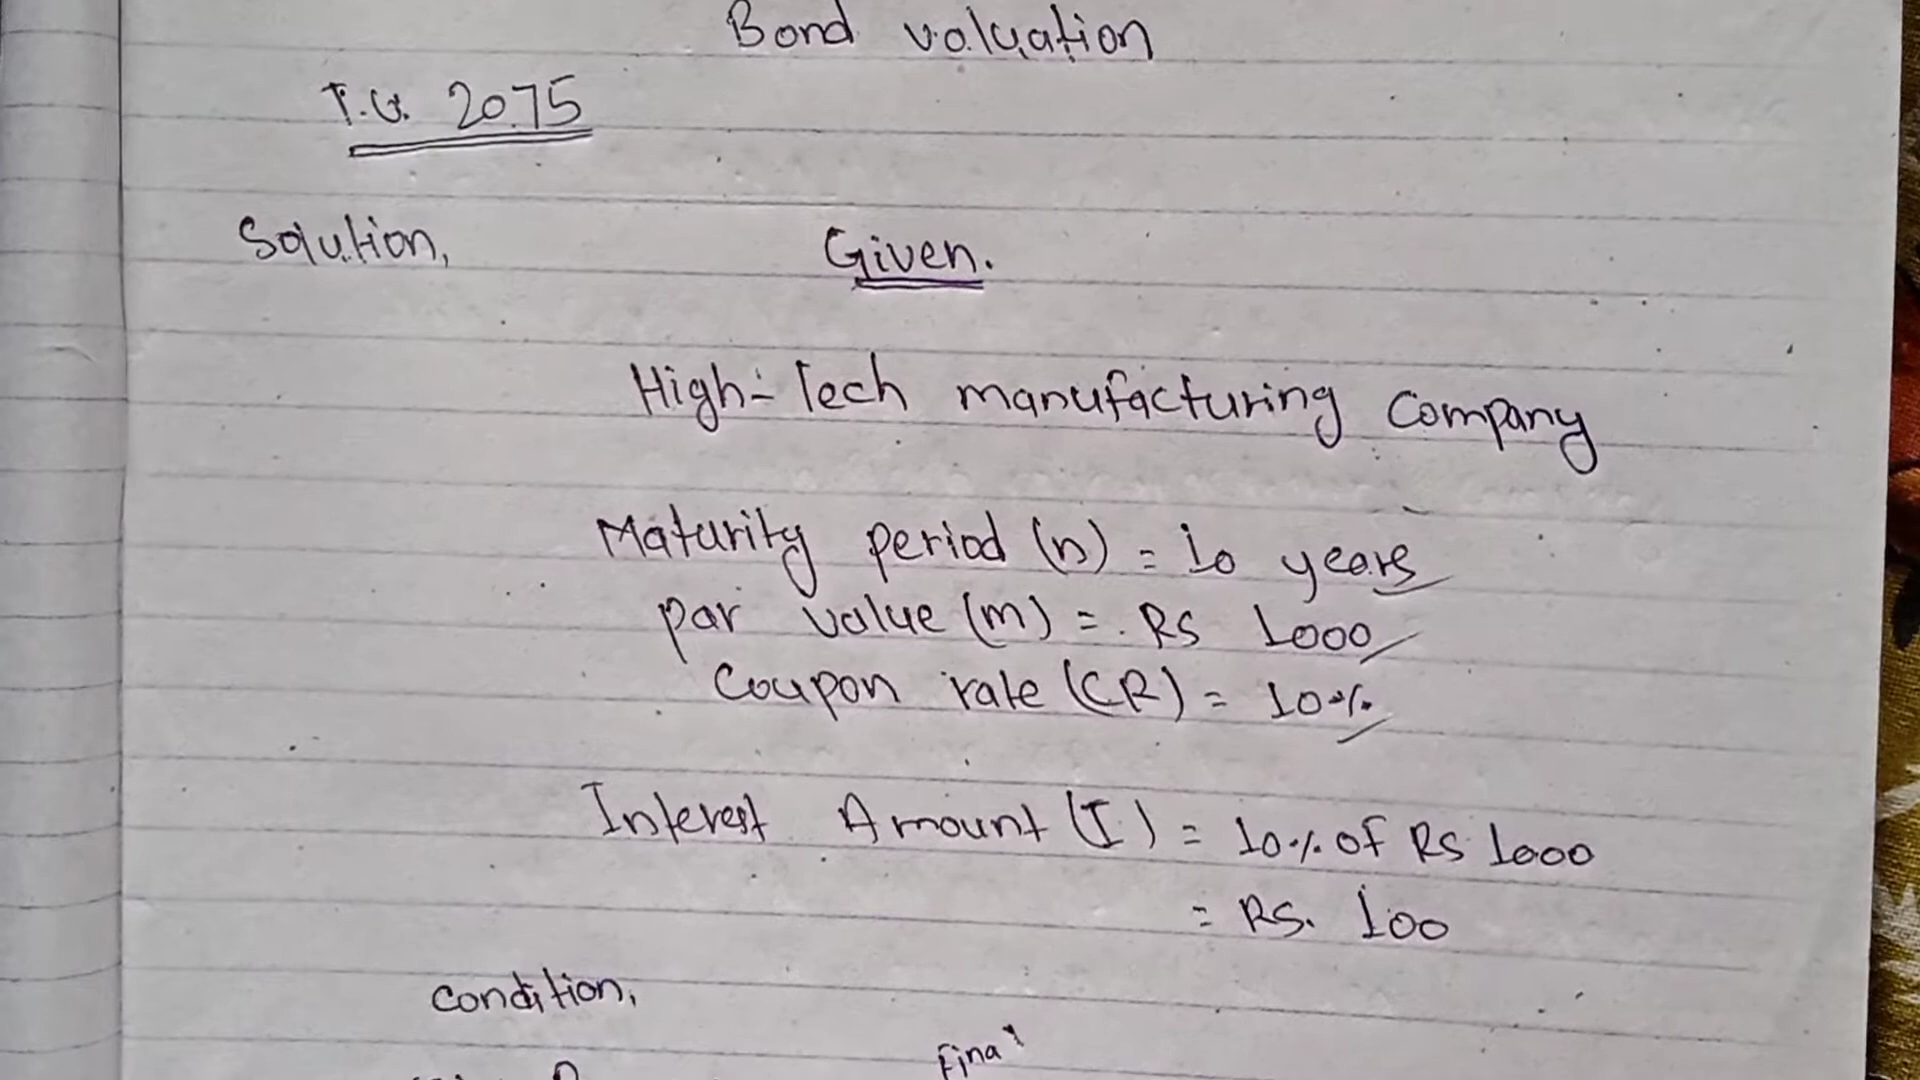 Bond valuation
T.U. 2075
Solution,
Given.
High-Tech manufacturing Company
Maturity period (n) = 10 years
par value (m) = Rs 1000
Coupon rate (CR) = 10%
Interest Amount (I) = 10% of Rs 1000
= Rs. 100
condition,